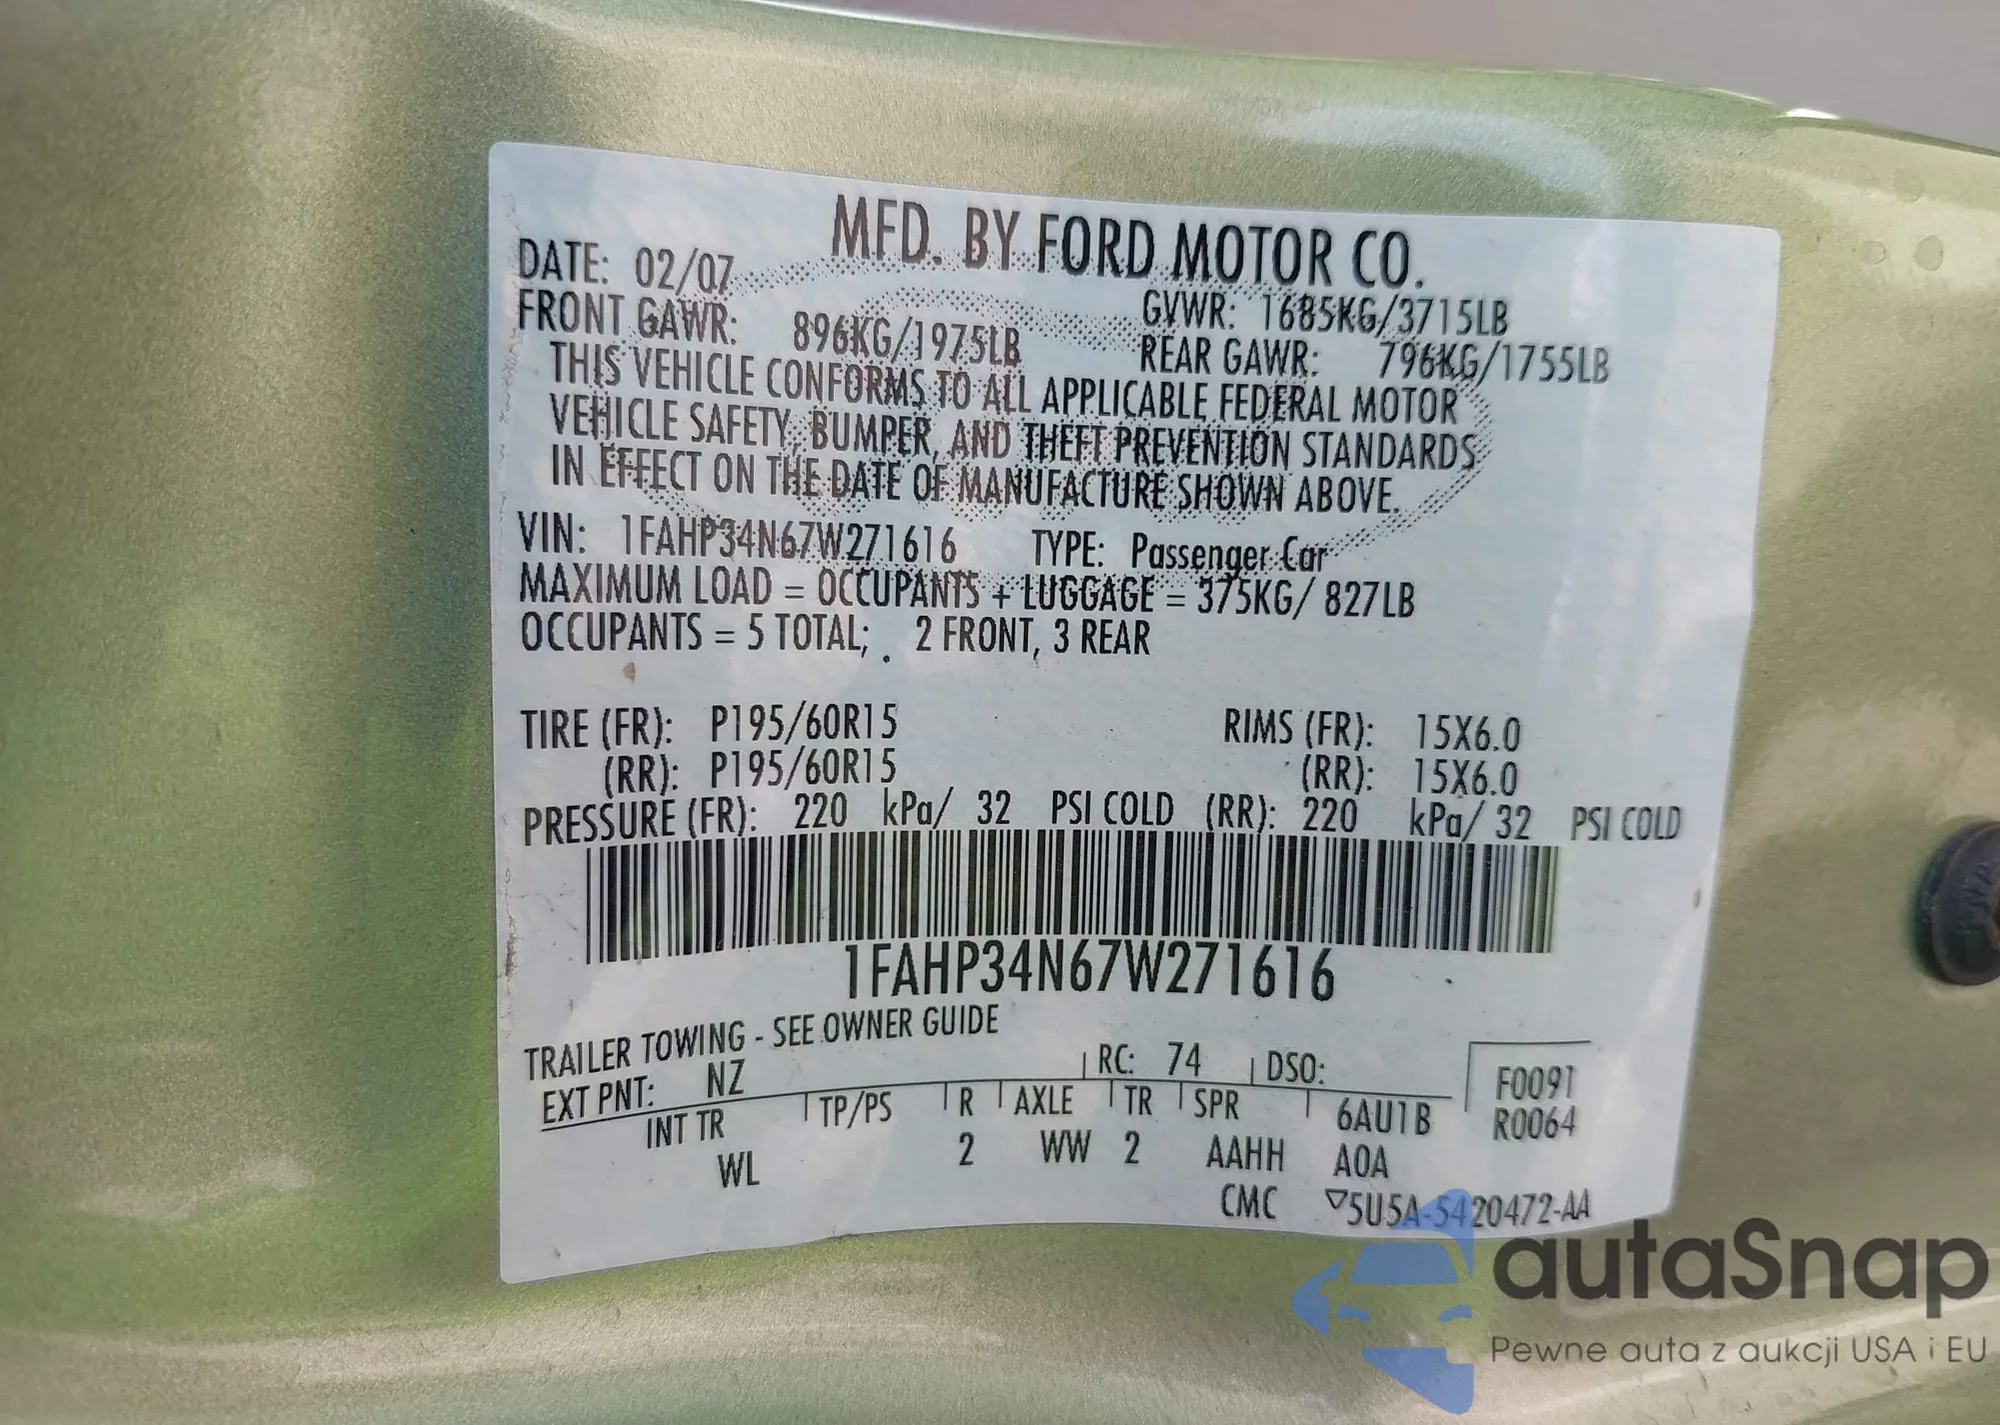 MFD. BY FORD MOTOR CO.
DATE: 02/07
GVWR: 1685KG/3715LB
FRONT GAWR: 896KG/1975LB
REAR GAWR: 796KG/1755LB
THIS VEHICLE CONFORMS TO ALL APPLICABLE FEDERAL MOTOR
VEHICLE SAFETY, BUMPER, AND THEFT PREVENTION STANDARDS
IN EFFECT ON THE DATE OF MANUFACTURE SHOWN ABOVE.
VIN: 1FAHP34N67W271616 TYPE: Passenger Car
MAXIMUM LOAD = OCCUPANTS + LUGGAGE = 375KG/ 827LB
OCCUPANTS = 5 TOTAL; 2 FRONT, 3 REAR
TIRE (FR): P195/60R15 RIMS (FR): 15X6.0
(RR): P195/60R15 (RR): 15X6.0
PRESSURE (FR): 220 kPa/ 32 PSI COLD (RR): 220 kPa/ 32 PSI COLD
1FAHP34N67W271616
TRAILER TOWING - SEE OWNER GUIDE
EXT PNT: NZ RC: 74 DSO: F0091
INT TR TP/PS R AXLE TR SPR 6AU1B R0064
WL 2 WW 2 AAHH A0A
CMC ▽5U5A-5420472-AA
autaSnap
Pewne auta z aukcji USA i EU